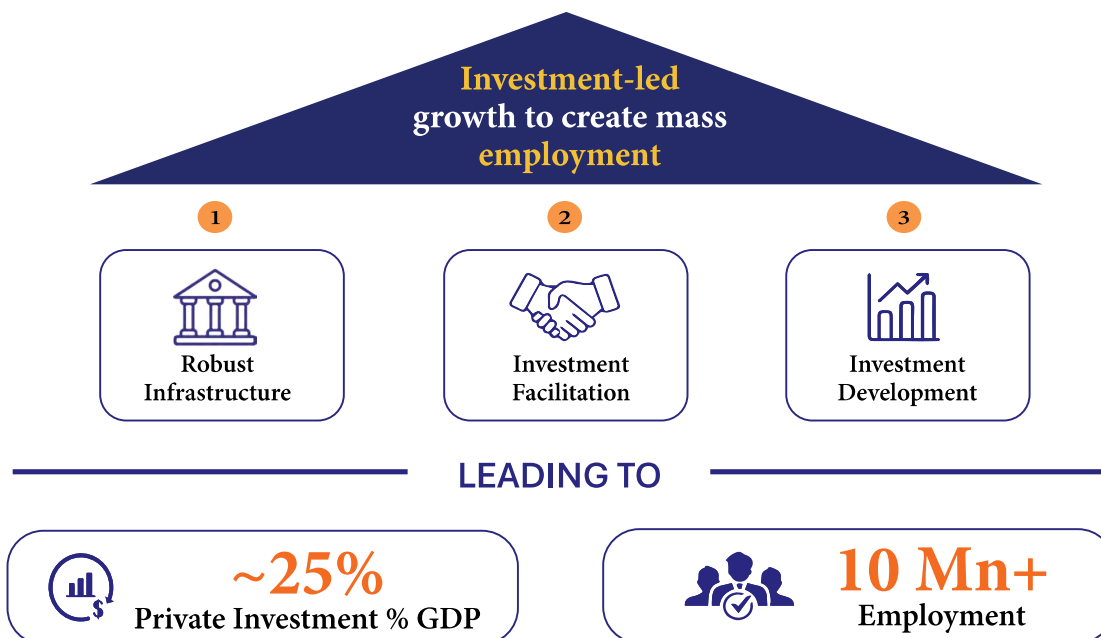 Investment-led
growth to create mass
employment
1
2
3
Robust
Infrastructure
Investment
Facilitation
Investment
Development
LEADING TO
$
~25%
Private Investment % GDP
10 Mn+
Employment